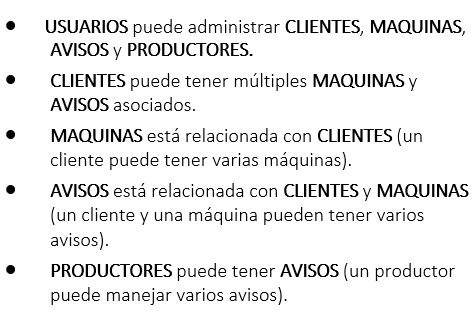 ● USUARIOS puede administrar CLIENTES, MAQUINAS,
AVISOS y PRODUCTORES.
● CLIENTES puede tener múltiples MAQUINAS y
AVISOS asociados.
● MAQUINAS está relacionada con CLIENTES (un
cliente puede tener varias máquinas).
● AVISOS está relacionada con CLIENTES y MAQUINAS
(un cliente y una máquina pueden tener varios
avisos).
● PRODUCTORES puede tener AVISOS (un productor
puede manejar varios avisos).